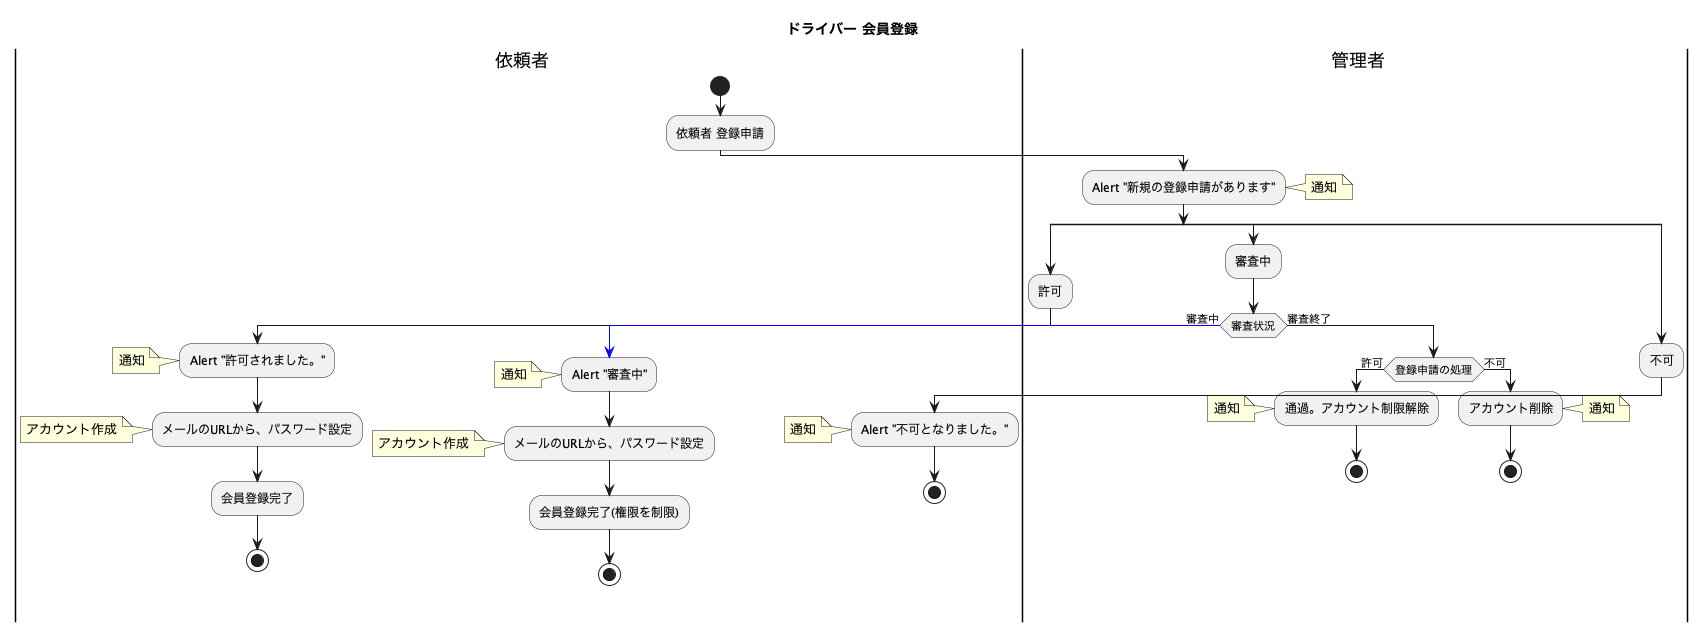 ドライバー 会員登録
依頼者
管理者
依頼者 登録申請
Alert "新規の登録申請があります"
通知
審査中
許可
審査中
審査状況
審査終了
通知
Alert "許可されました。"
通知
Alert "審査中"
許可
登録申請の処理
不可
不可
アカウント作成
メールのURLから、パスワード設定
アカウント作成
メールのURLから、パスワード設定
通知
Alert "不可となりました。"
通知
通過。アカウント制限解除
アカウント削除
通知
会員登録完了
会員登録完了(権限を制限)